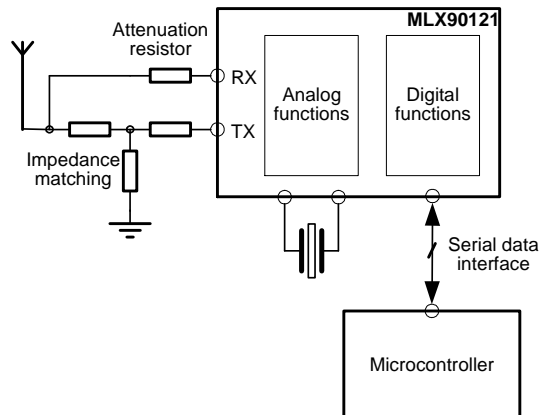 MLX90121
Attenuation
resistor
RX
TX
Analog
functions
Digital
functions
Impedance
matching
Serial data
interface
Microcontroller